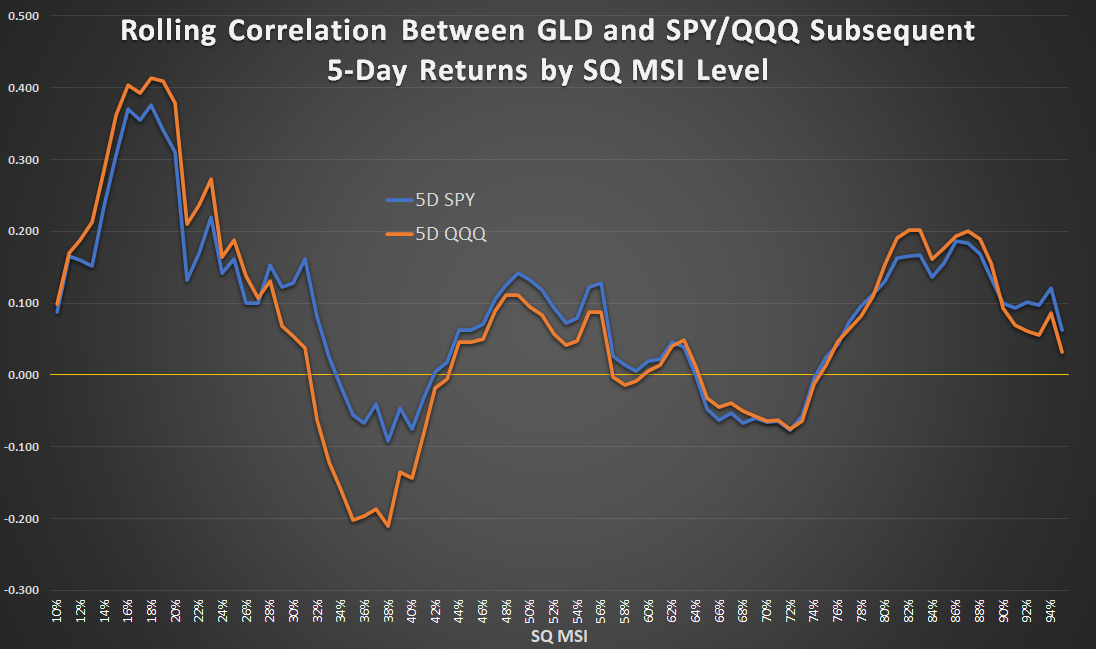 Rolling Correlation Between GLD and SPY/QQQ Subsequent
5-Day Returns by SQ MSI Level
0.500
0.400
0.300
0.200
0.100
0.000
-0.100
-0.200
-0.300
5D SPY
5D QQQ
10% 12% 14% 16% 18% 20% 22% 24% 26% 28% 30% 32% 34% 36% 38% 40% 42% 44% 46% 48% 50% 52% 54% 56% 58% 60% 62% 64% 66% 68% 70% 72% 74% 76% 78% 80% 82% 84% 86% 88% 90% 92% 94%
SQ MSI